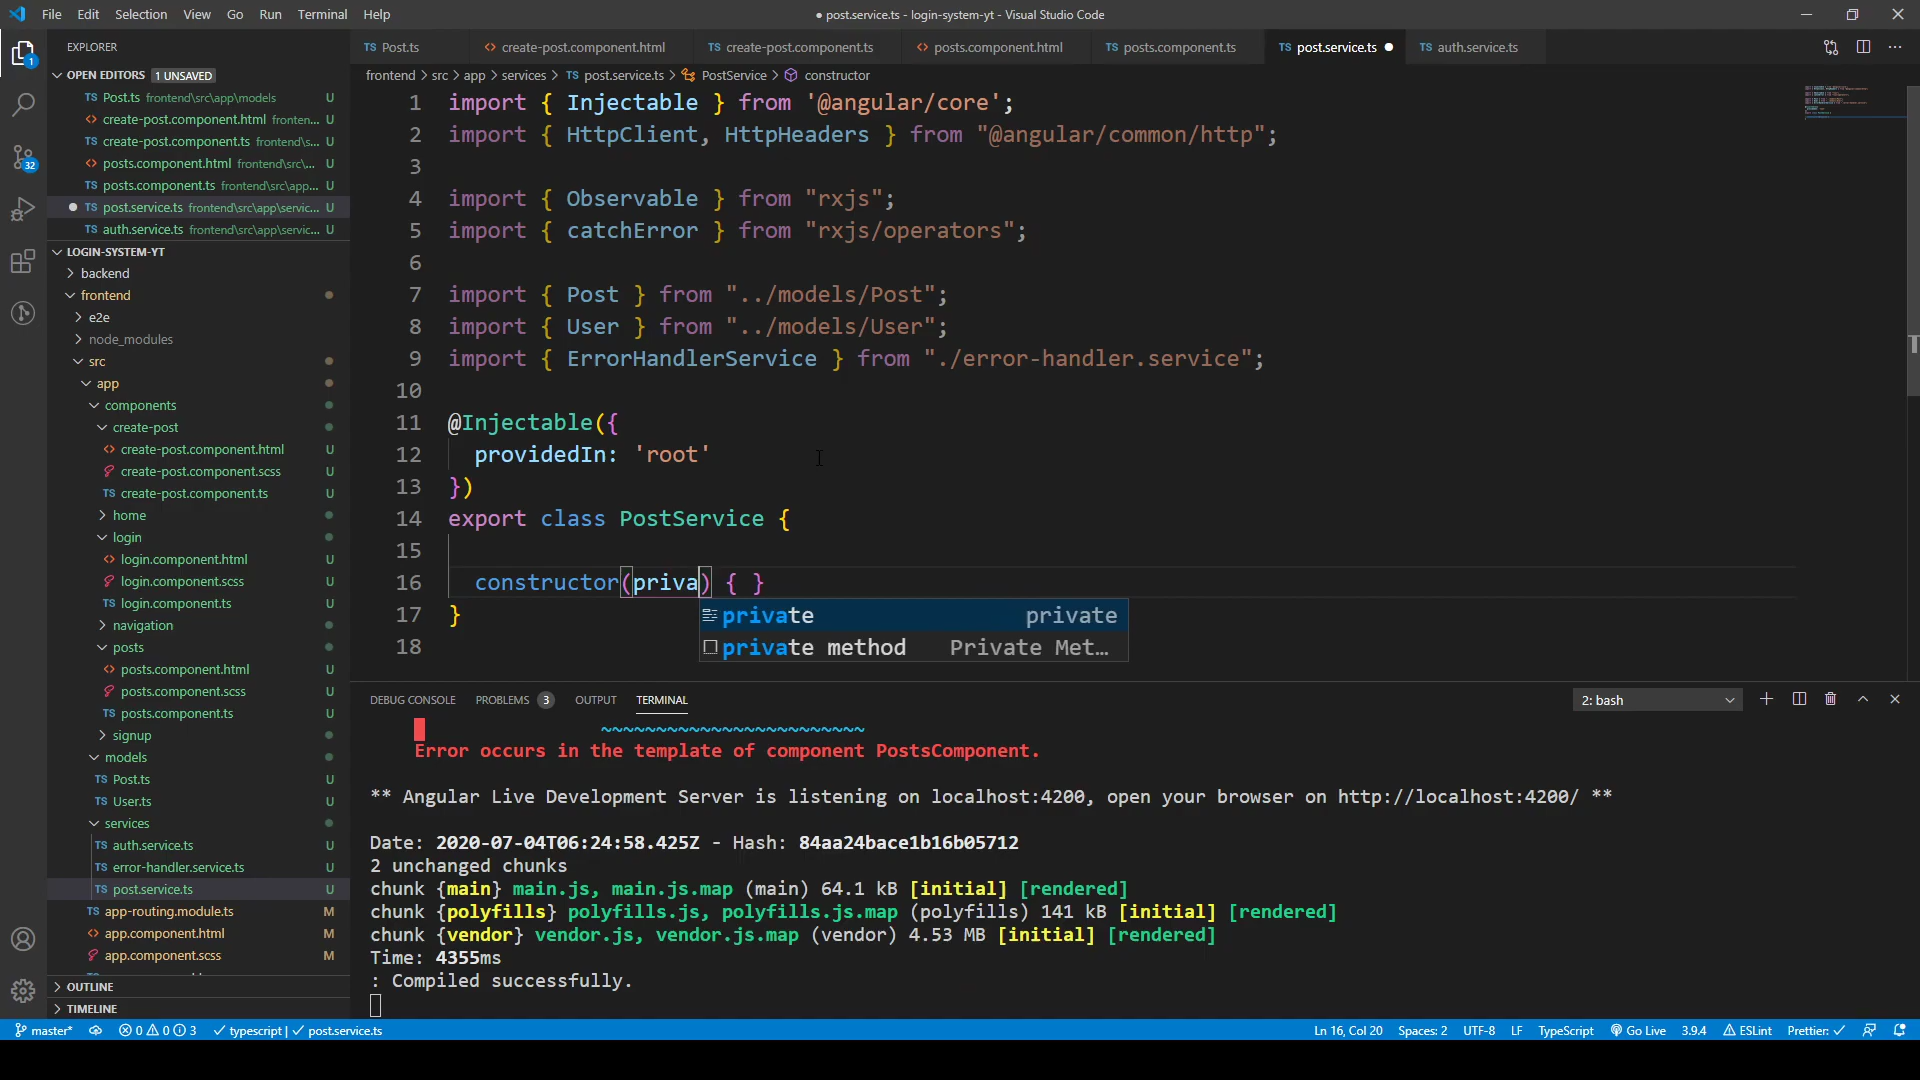 File Edit Selection View Go Run Terminal Help
● post.service.ts - login-system-yt - Visual Studio Code
EXPLORER
OPEN EDITORS 1 UNSAVED
TS Post.ts frontend\src\app\models U
<> create-post.component.html fronten... U
TS create-post.component.ts frontend\s... U
<> posts.component.html frontend\src\... U
TS posts.component.ts frontend\src\app... U
● TS post.service.ts frontend\src\app\servic... U
TS auth.service.ts frontend\src\app\servic... U
LOGIN-SYSTEM-YT
backend
frontend
e2e
node_modules
src
app
components
create-post
<> create-post.component.html U
create-post.component.scss U
TS create-post.component.ts U
home
login
<> login.component.html U
login.component.scss U
TS login.component.ts U
navigation
posts
<> posts.component.html U
posts.component.scss U
TS posts.component.ts U
signup
models
TS Post.ts U
TS User.ts U
services
TS auth.service.ts U
TS error-handler.service.ts U
TS post.service.ts U
TS app-routing.module.ts M
<> app.component.html M
app.component.scss M
OUTLINE
TIMELINE
1
32
TS Post.ts <> create-post.component.html TS create-post.component.ts <> posts.component.html TS posts.component.ts TS post.service.ts ● TS auth.service.ts
frontend > src > app > services > TS post.service.ts > PostService > constructor
1 import { Injectable } from '@angular/core';
2 import { HttpClient, HttpHeaders } from "@angular/common/http";
3
4 import { Observable } from "rxjs";
5 import { catchError } from "rxjs/operators";
6
7 import { Post } from "../models/Post";
8 import { User } from "../models/User";
9 import { ErrorHandlerService } from "./error-handler.service";
10
11 @Injectable({
12 providedIn: 'root'
13 })
14 export class PostService {
15
16 constructor(priva) { }
17 }
18
private private
private method Private Met...
DEBUG CONSOLE PROBLEMS 3 OUTPUT TERMINAL 2: bash
~~~~~~~~~~~~~~~~~~~~~~~~
Error occurs in the template of component PostsComponent.
** Angular Live Development Server is listening on localhost:4200, open your browser on http://localhost:4200/ **
Date: 2020-07-04T06:24:58.425Z - Hash: 84aa24bace1b16b05712
2 unchanged chunks
chunk {main} main.js, main.js.map (main) 64.1 kB [initial] [rendered]
chunk {polyfills} polyfills.js, polyfills.js.map (polyfills) 141 kB [initial] [rendered]
chunk {vendor} vendor.js, vendor.js.map (vendor) 4.53 MB [initial] [rendered]
Time: 4355ms
: Compiled successfully.
master* 0 0 3 typescript | post.service.ts Ln 16, Col 20 Spaces: 2 UTF-8 LF TypeScript Go Live 3.9.4 ESLint Prettier: ✓